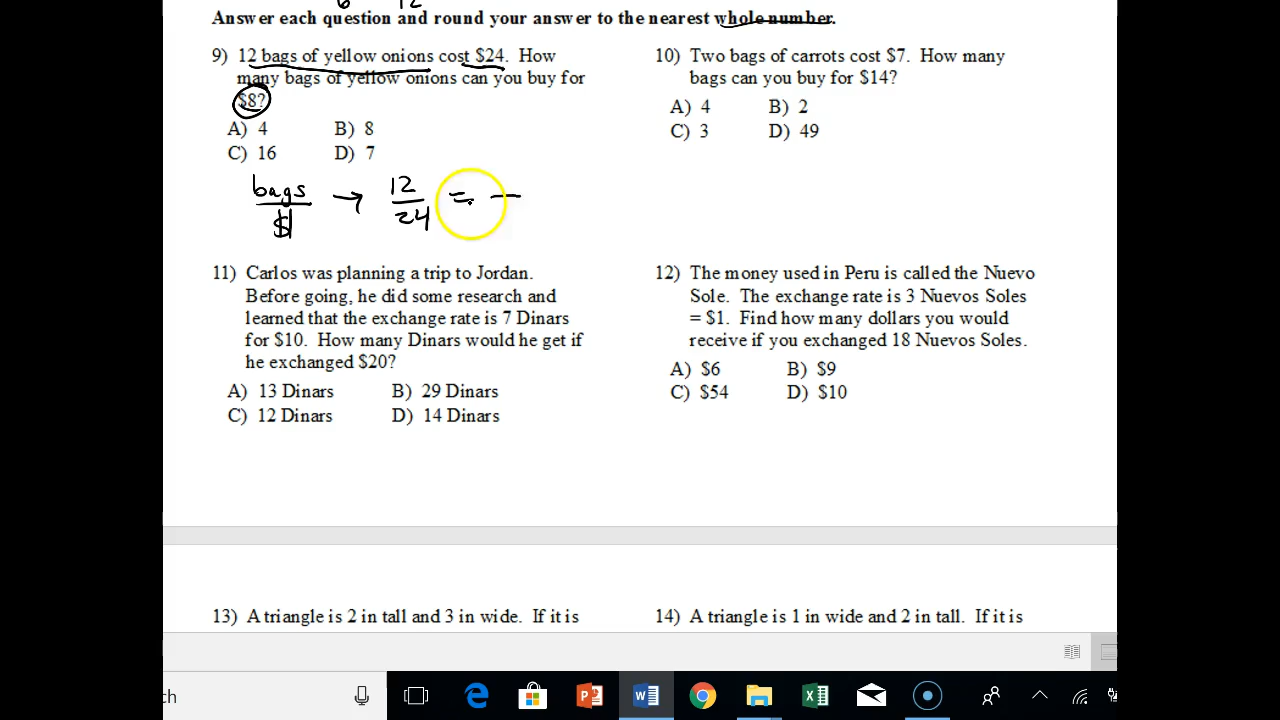 6 12
Answer each question and round your answer to the nearest whole number.
9) 12 bags of yellow onions cost $24. How
many bags of yellow onions can you buy for
$8?
A) 4 B) 8
C) 16 D) 7
bags
$
→
12
24
= —
10) Two bags of carrots cost $7. How many
bags can you buy for $14?
A) 4 B) 2
C) 3 D) 49
11) Carlos was planning a trip to Jordan.
Before going, he did some research and
learned that the exchange rate is 7 Dinars
for $10. How many Dinars would he get if
he exchanged $20?
A) 13 Dinars B) 29 Dinars
C) 12 Dinars D) 14 Dinars
12) The money used in Peru is called the Nuevo
Sole. The exchange rate is 3 Nuevos Soles
= $1. Find how many dollars you would
receive if you exchanged 18 Nuevos Soles.
A) $6 B) $9
C) $54 D) $10
13) A triangle is 2 in tall and 3 in wide. If it is
14) A triangle is 1 in wide and 2 in tall. If it is
ch